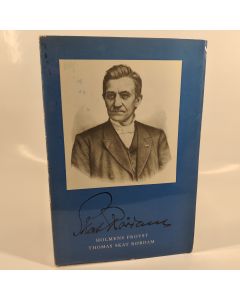 Skat Rørdam
HOLMENS PROVST
THOMAS SKAT RØRDAM